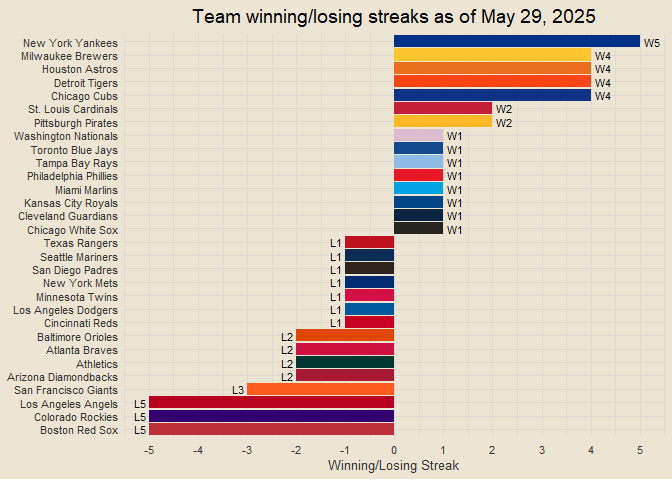 Team winning/losing streaks as of May 29, 2025
New York Yankees W5
Milwaukee Brewers W4
Houston Astros W4
Detroit Tigers W4
Chicago Cubs W4
St. Louis Cardinals W2
Pittsburgh Pirates W2
Washington Nationals W1
Toronto Blue Jays W1
Tampa Bay Rays W1
Philadelphia Phillies W1
Miami Marlins W1
Kansas City Royals W1
Cleveland Guardians W1
Chicago White Sox W1
Texas Rangers L1
Seattle Mariners L1
San Diego Padres L1
New York Mets L1
Minnesota Twins L1
Los Angeles Dodgers L1
Cincinnati Reds L1
Baltimore Orioles L2
Atlanta Braves L2
Athletics L2
Arizona Diamondbacks L2
San Francisco Giants L3
Los Angeles Angels L5
Colorado Rockies L5
Boston Red Sox L5
-5 -4 -3 -2 -1 0 1 2 3 4 5
Winning/Losing Streak